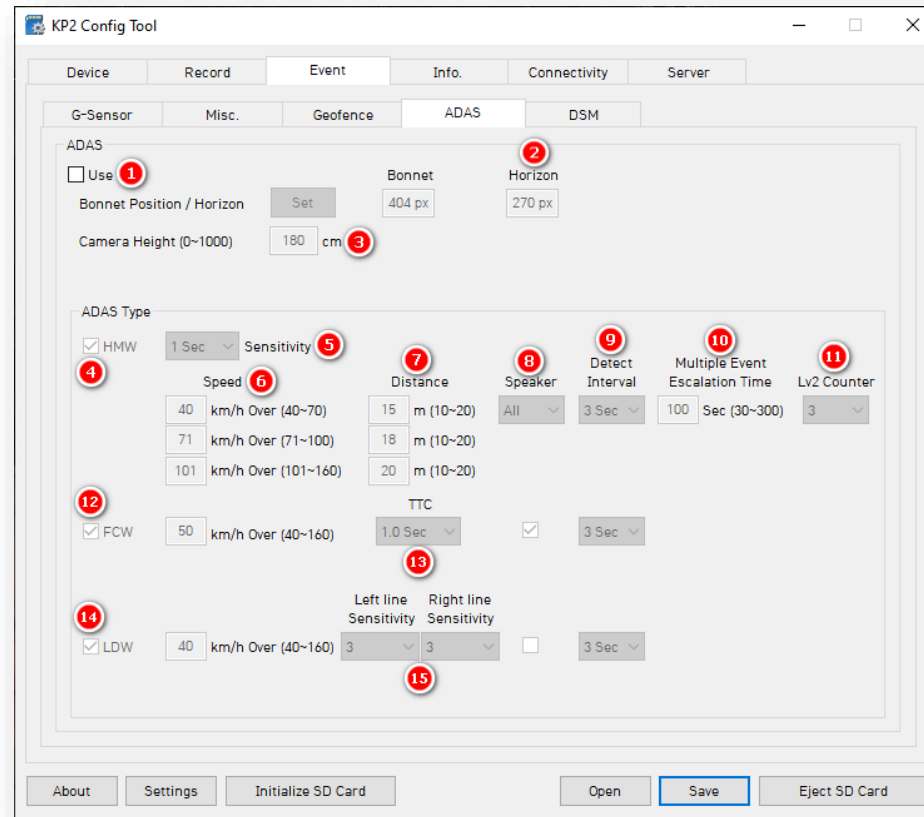 KP2 Config Tool
Device Record Event Info. Connectivity Server
G-Sensor Misc. Geofence ADAS DSM
ADAS
2
Use 1 Bonnet Horizon
Bonnet Position / Horizon Set 404 px 270 px
Camera Height (0~1000) 180 cm 3
ADAS Type
HMW 1 Sec Sensitivity 5
4 6 7 8 9 10 11
Speed Distance Speaker Detect Interval Multiple Event Escalation Time Lv2 Counter
40 km/h Over (40~70) 15 m (10~20) All 3 Sec 100 Sec (30~300) 3
71 km/h Over (71~100) 18 m (10~20)
101 km/h Over (101~160) 20 m (10~20)
12 TTC
FCW 50 km/h Over (40~160) 1.0 Sec 3 Sec
13
14 Left line Sensitivity Right line Sensitivity
LDW 40 km/h Over (40~160) 3 3 3 Sec
15
About Settings Initialize SD Card Open Save Eject SD Card